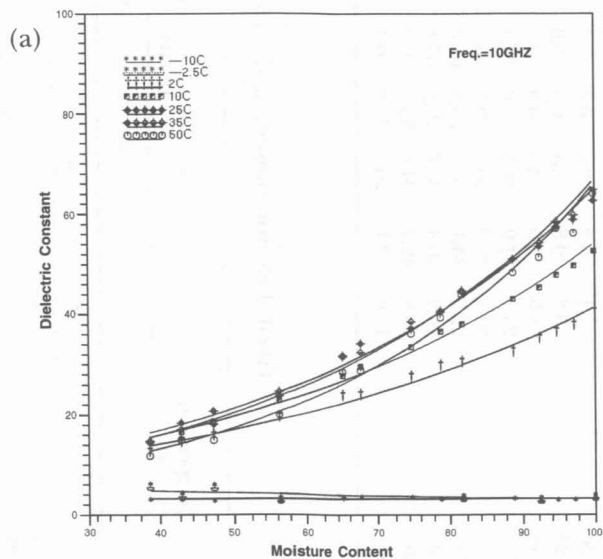 (a)
100
80
60
40
20
0
30
40
50
60
70
80
90
100
Dielectric Constant
Moisture Content
Freq.=10GHZ
—10C
—2.5C
2C
10C
25C
35C
50C